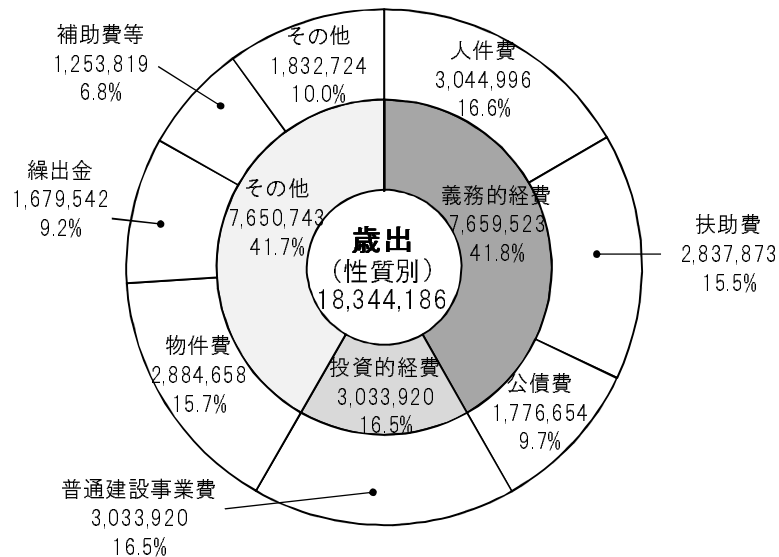 補助費等
1,253,819
6.8%
その他
1,832,724
10.0%
人件費
3,044,996
16.6%
繰出金
1,679,542
9.2%
その他
7,650,743
41.7%
義務的経費
7,659,523
41.8%
扶助費
2,837,873
15.5%
歳出
(性質別)
18,344,186
物件費
2,884,658
15.7%
投資的経費
3,033,920
16.5%
公債費
1,776,654
9.7%
普通建設事業費
3,033,920
16.5%